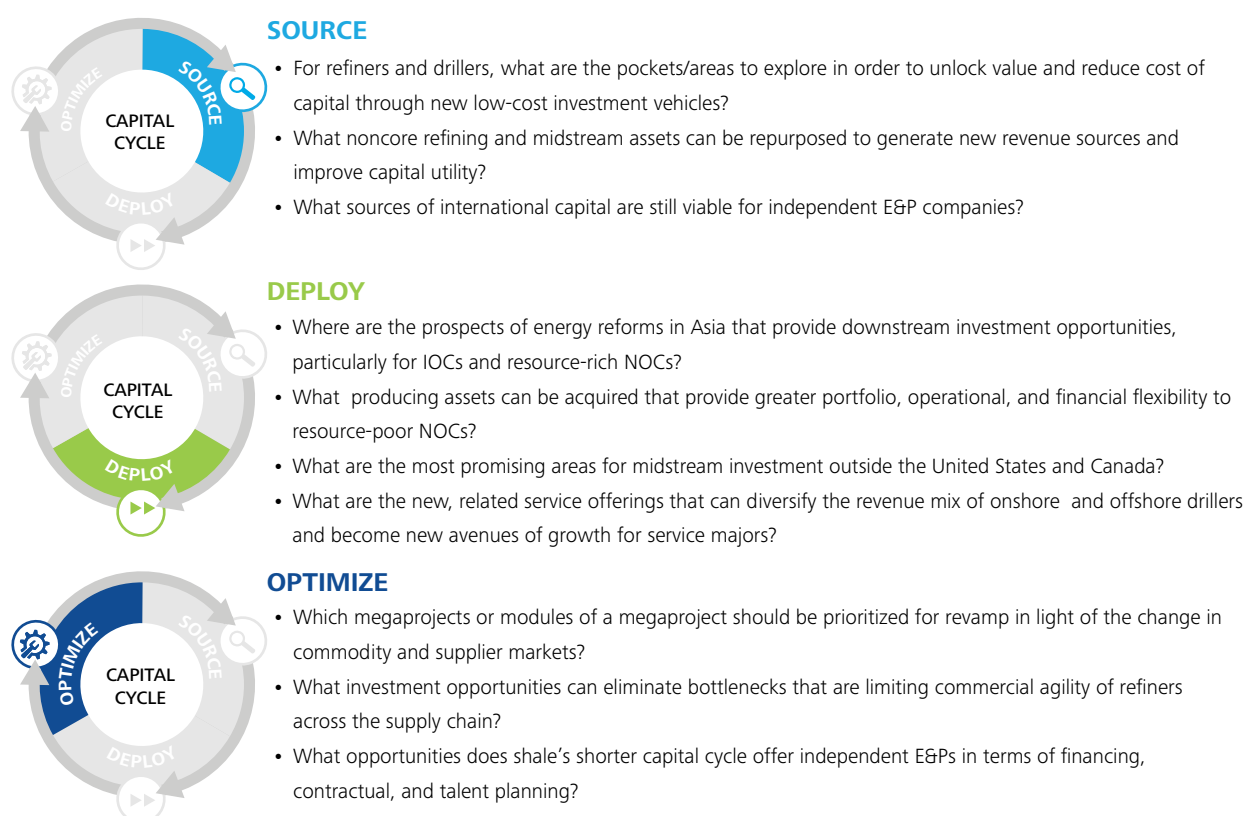 SOURCE
• For refiners and drillers, what are the pockets/areas to explore in order to unlock value and reduce cost of
capital through new low-cost investment vehicles?
• What noncore refining and midstream assets can be repurposed to generate new revenue sources and
improve capital utility?
• What sources of international capital are still viable for independent E&P companies?
OPTIMIZE
SOURCE
CAPITAL
CYCLE
DEPLOY
DEPLOY
• Where are the prospects of energy reforms in Asia that provide downstream investment opportunities,
particularly for IOCs and resource-rich NOCs?
• What producing assets can be acquired that provide greater portfolio, operational, and financial flexibility to
resource-poor NOCs?
• What are the most promising areas for midstream investment outside the United States and Canada?
• What are the new, related service offerings that can diversify the revenue mix of onshore and offshore drillers
and become new avenues of growth for service majors?
OPTIMIZE
SOURCE
CAPITAL
CYCLE
DEPLOY
OPTIMIZE
• Which megaprojects or modules of a megaproject should be prioritized for revamp in light of the change in
commodity and supplier markets?
• What investment opportunities can eliminate bottlenecks that are limiting commercial agility of refiners
across the supply chain?
• What opportunities does shale's shorter capital cycle offer independent E&Ps in terms of financing,
contractual, and talent planning?
OPTIMIZE
SOURCE
CAPITAL
CYCLE
DEPLOY